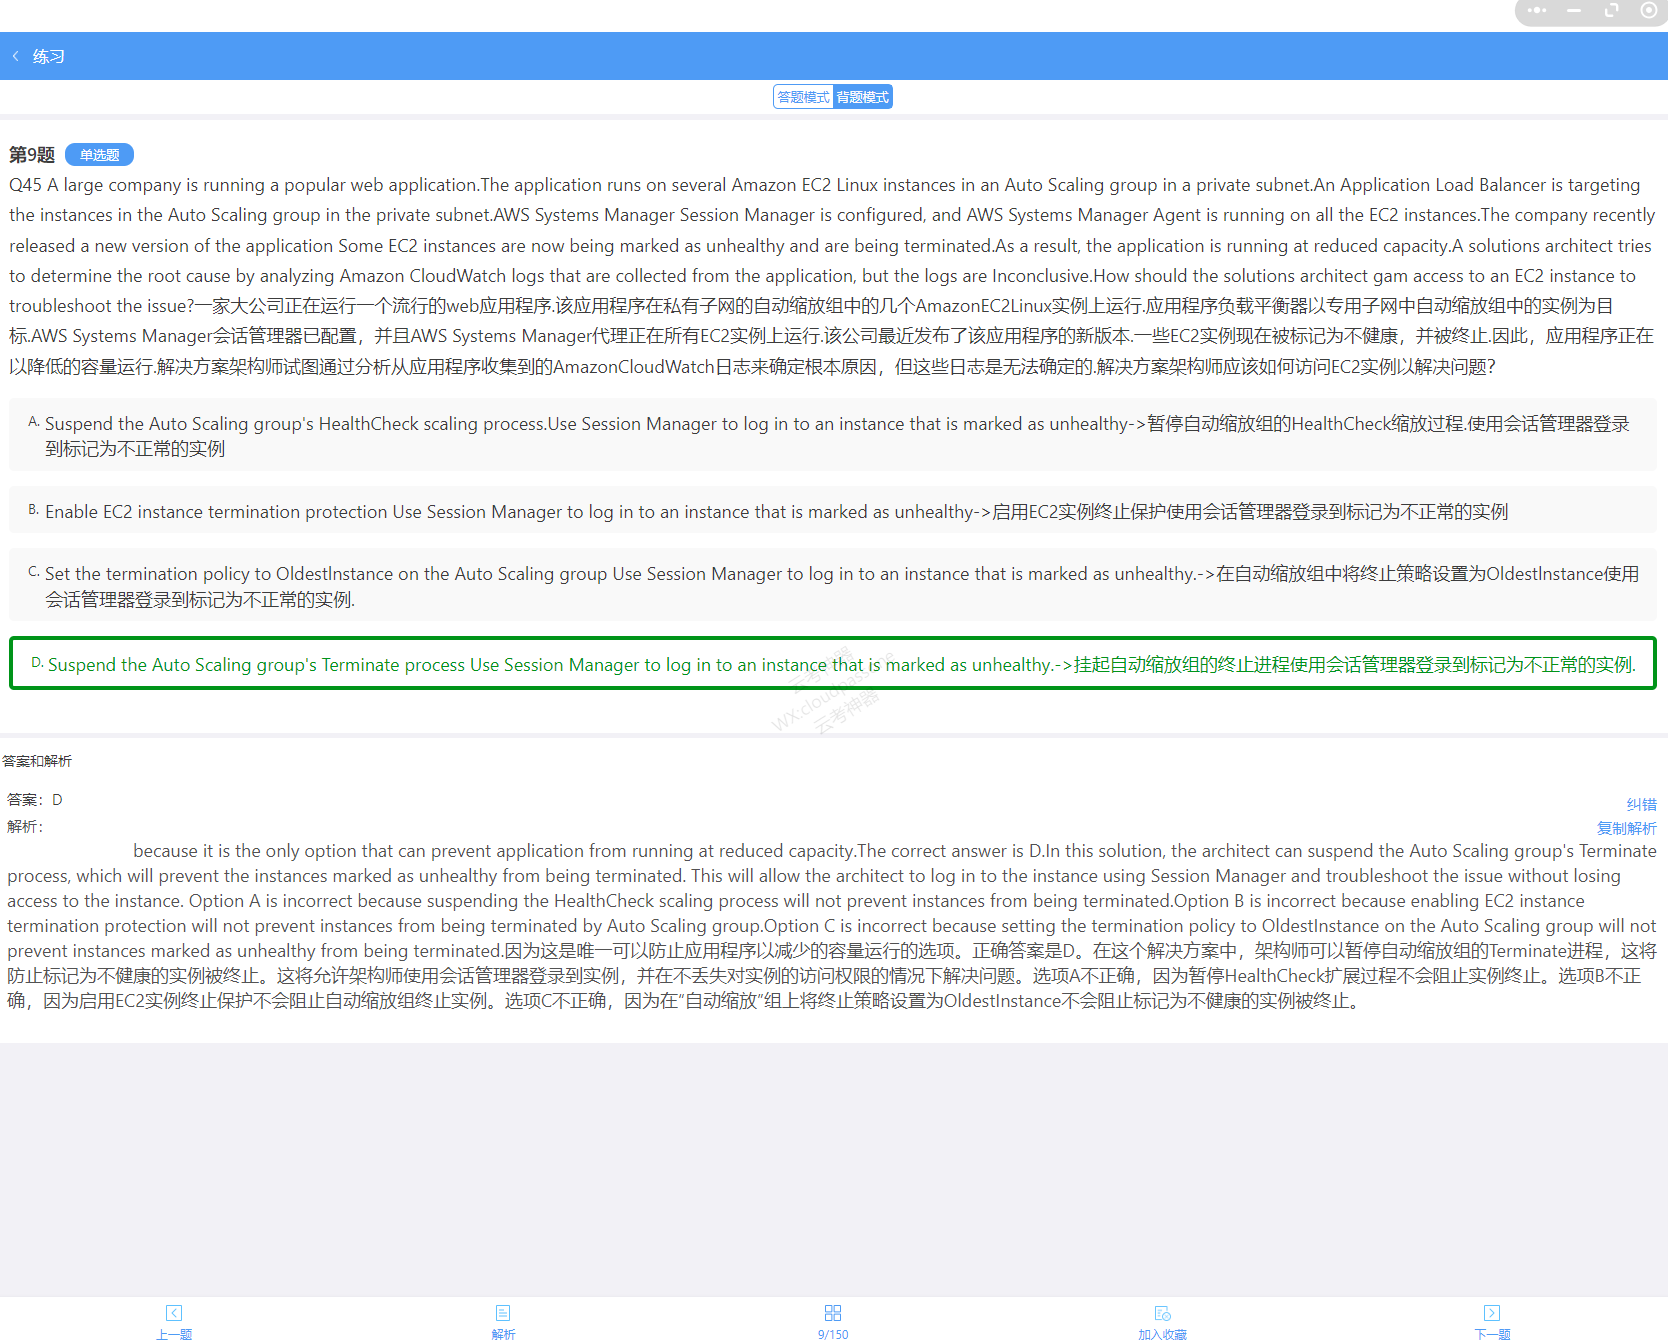 练习
答题模式 背题模式
第9题 单选题
Q45 A large company is running a popular web application.The application runs on several Amazon EC2 Linux instances in an Auto Scaling group in a private subnet.An Application Load Balancer is targeting
the instances in the Auto Scaling group in the private subnet.AWS Systems Manager Session Manager is configured, and AWS Systems Manager Agent is running on all the EC2 instances.The company recently
released a new version of the application Some EC2 instances are now being marked as unhealthy and are being terminated.As a result, the application is running at reduced capacity.A solutions architect tries
to determine the root cause by analyzing Amazon CloudWatch logs that are collected from the application, but the logs are Inconclusive.How should the solutions architect gam access to an EC2 instance to
troubleshoot the issue?一家大公司正在运行一个流行的web应用程序.该应用程序在私有子网的自动缩放组中的几个AmazonEC2Linux实例上运行.应用程序负载平衡器以专用子网中自动缩放组中的实例为目
标.AWS Systems Manager会话管理器已配置，并且AWS Systems Manager代理正在所有EC2实例上运行.该公司最近发布了该应用程序的新版本.一些EC2实例现在被标记为不健康，并被终止.因此，应用程序正在
以降低的容量运行.解决方案架构师试图通过分析从应用程序收集到的AmazonCloudWatch日志来确定根本原因，但这些日志是无法确定的.解决方案架构师应该如何访问EC2实例以解决问题？
A. Suspend the Auto Scaling group's HealthCheck scaling process.Use Session Manager to log in to an instance that is marked as unhealthy->暂停自动缩放组的HealthCheck缩放过程.使用会话管理器登录
到标记为不正常的实例
B. Enable EC2 instance termination protection Use Session Manager to log in to an instance that is marked as unhealthy->启用EC2实例终止保护使用会话管理器登录到标记为不正常的实例
C. Set the termination policy to OldestInstance on the Auto Scaling group Use Session Manager to log in to an instance that is marked as unhealthy.->在自动缩放组中将终止策略设置为OldestInstance使用
会话管理器登录到标记为不正常的实例.
D. Suspend the Auto Scaling group's Terminate process Use Session Manager to log in to an instance that is marked as unhealthy.->挂起自动缩放组的终止进程使用会话管理器登录到标记为不正常的实例.
云考神器
云考神器
答案和解析
答案：D
纠错
解析：
复制解析
because it is the only option that can prevent application from running at reduced capacity.The correct answer is D.In this solution, the architect can suspend the Auto Scaling group's Terminate
process, which will prevent the instances marked as unhealthy from being terminated. This will allow the architect to log in to the instance using Session Manager and troubleshoot the issue without losing
access to the instance. Option A is incorrect because suspending the HealthCheck scaling process will not prevent instances from being terminated.Option B is incorrect because enabling EC2 instance
termination protection will not prevent instances from being terminated by Auto Scaling group.Option C is incorrect because setting the termination policy to OldestInstance on the Auto Scaling group will not
prevent instances marked as unhealthy from being terminated.因为这是唯一可以防止应用程序以减少的容量运行的选项。正确答案是D。在这个解决方案中，架构师可以暂停自动缩放组的Terminate进程，这将
防止标记为不健康的实例被终止。这将允许架构师使用会话管理器登录到实例，并在不丢失对实例的访问权限的情况下解决问题。选项A不正确，因为暂停HealthCheck扩展过程不会阻止实例终止。选项B不正
确，因为启用EC2实例终止保护不会阻止自动缩放组终止实例。选项C不正确，因为在“自动缩放”组上将终止策略设置为OldestInstance不会阻止标记为不健康的实例被终止。
上一题 解析 9/150 加入收藏 下一题